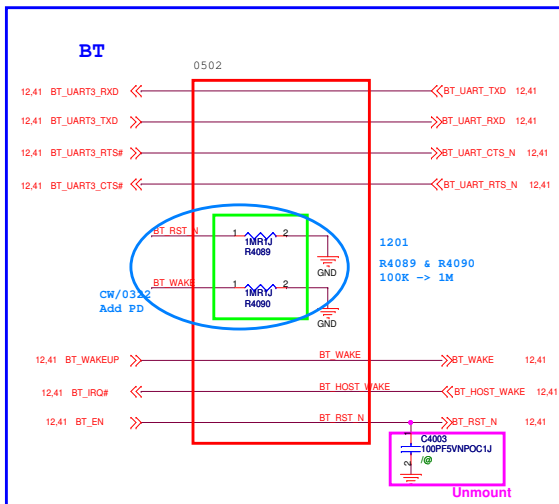 BT
0502
12,41 BT_UART3_RXD BT_UART_TXD 12,41
12,41 BT_UART3_TXD BT_UART_RXD 12,41
12,41 BT_UART3_RTS# BT_UART_CTS_N 12,41
12,41 BT_UART3_CTS# BT_UART_RTS_N 12,41
BT_RST_N 1 2
1MR1J
R4089
GND
1201
R4089 & R4090
100K -> 1M
BT_WAKE 1 2
1MR1J
R4090
GND
CW/0322
Add PD
12,41 BT_WAKEUP BT_WAKE BT_WAKE 12,41
12,41 BT_IRQ# BT_HOST_WAKE BT_HOST_WAKE 12,41
12,41 BT_EN BT_RST_N BT_RST_N 12,41
1
C4003
100PF5VNPOC1J
/@
2
Unmount